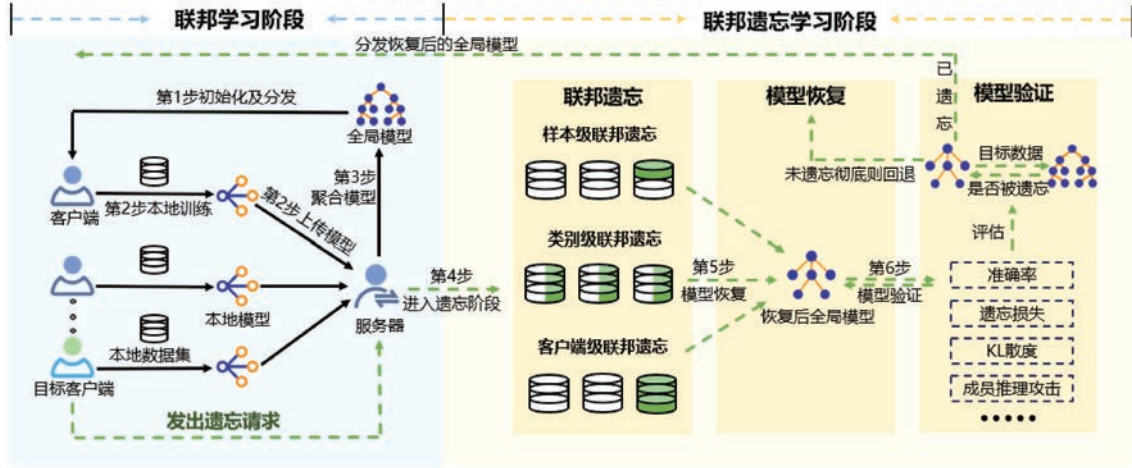 联邦学习阶段
联邦遗忘学习阶段
分发恢复后的全局模型
第1步初始化及分发
全局模型
第3步
聚合模型
客户端
第2步本地训练
第2步上传模型
本地模型
服务器
本地数据集
目标客户端
发出遗忘请求
第4步
进入遗忘阶段
联邦遗忘
样本级联邦遗忘
类别级联邦遗忘
客户端级联邦遗忘
第5步
模型恢复
模型恢复
未遗忘彻底则回退
恢复后全局模型
第6步
模型验证
已遗忘
模型验证
目标数据
是否被遗忘
评估
准确率
遗忘损失
KL散度
成员推理攻击
•••••